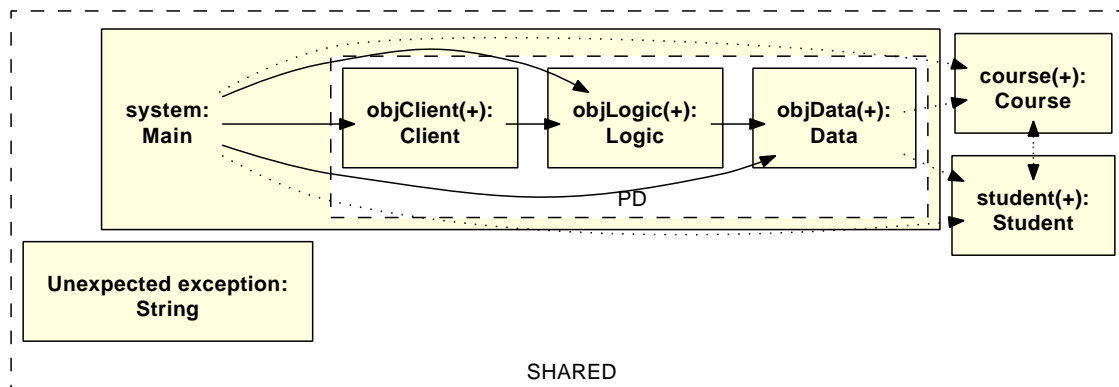 system:
Main
objClient(+):
Client
objLogic(+):
Logic
objData(+):
Data
course(+):
Course
PD
student(+):
Student
Unexpected exception:
String
SHARED